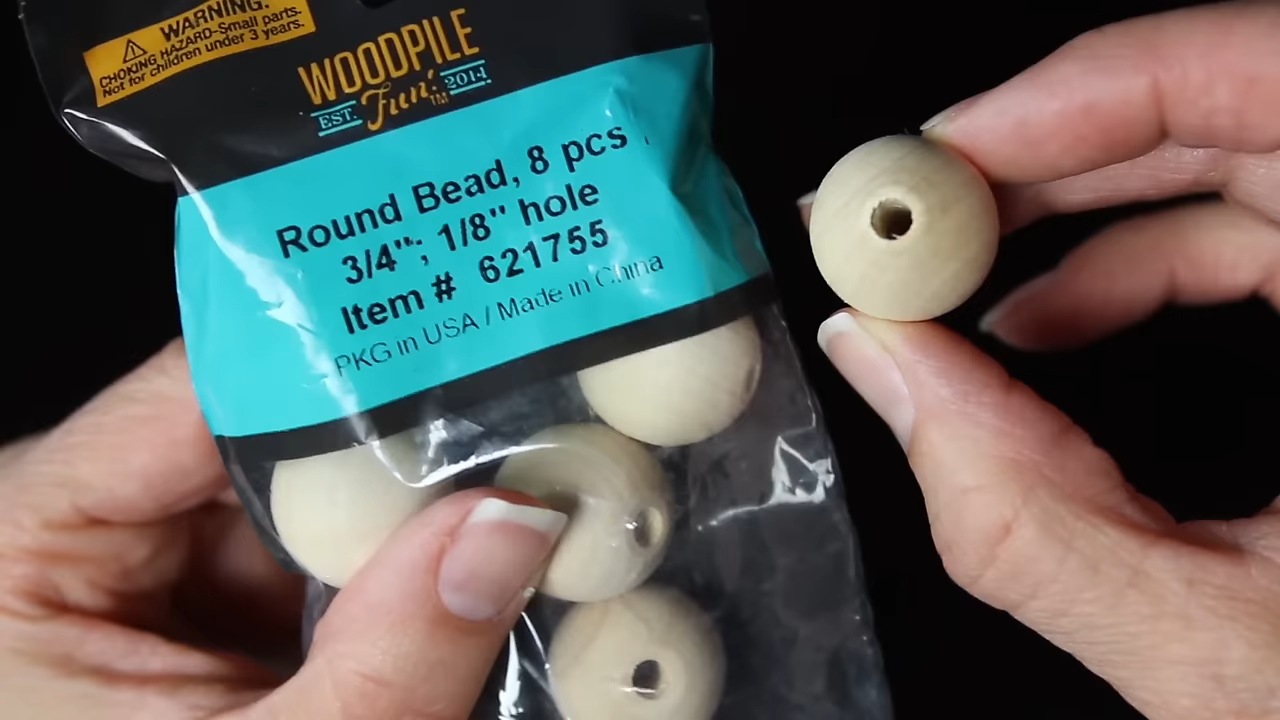 WARNING:
CHOKING HAZARD-Small parts.
Not for children under 3 years.
WOODPILE
EST. Fun!™ 2014
Round Bead, 8 pcs
3/4"; 1/8" hole
Item # 621755
PKG in USA / Made in China